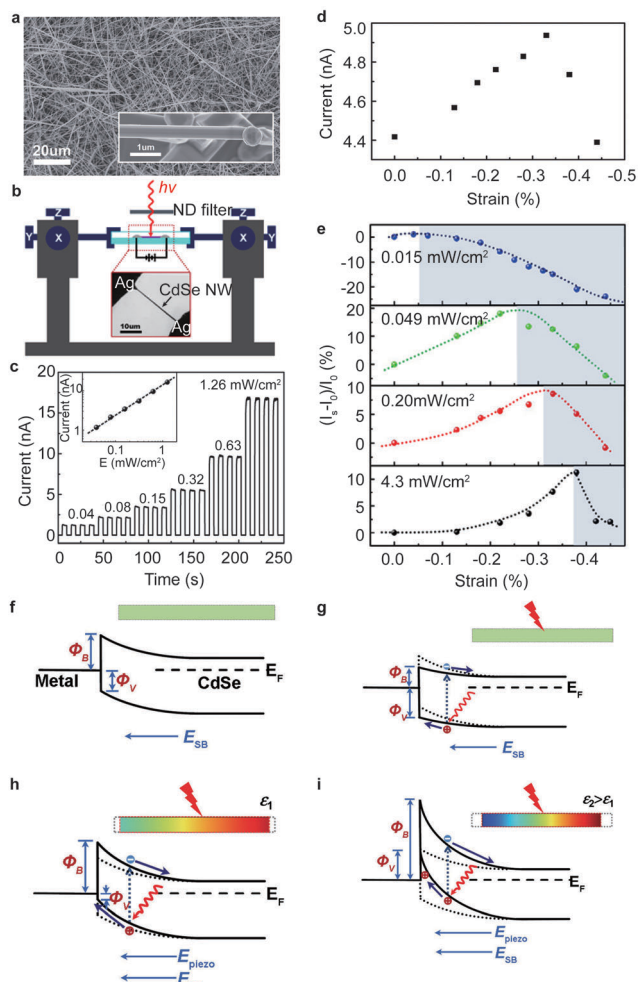 a
20um
1um
b
hv
ND filter
Z
Z
Y
X
X
Y
Ag
CdSe NW
10um
Ag
c
Current (nA)
20
15
10
5
0
Current (nA)
10
1
0.1
1
E (mW/cm²)
1.26 mW/cm²
0.63
0.32
0.15
0.08
0.04
0 50 100 150 200 250
Time (s)
d
Current (nA)
5.0
4.8
4.6
4.4
0.0 -0.1 -0.2 -0.3 -0.4 -0.5
Strain (%)
e
(Is-I0)/I0 (%)
0
-10
-20
0.015 mW/cm²
20
10
0
0.049 mW/cm²
10
5
0
0.20mW/cm²
10
5
0
4.3 mW/cm²
0.0 -0.1 -0.2 -0.3 -0.4
Strain (%)
f
ΦB
Metal
ΦV
CdSe
EF
ESB
g
ΦB
ΦV
EF
ESB
h
ε1
ΦB
ΦV
EF
Epiezo
i
ε2>ε1
ΦB
ΦV
EF
Epiezo
ESB